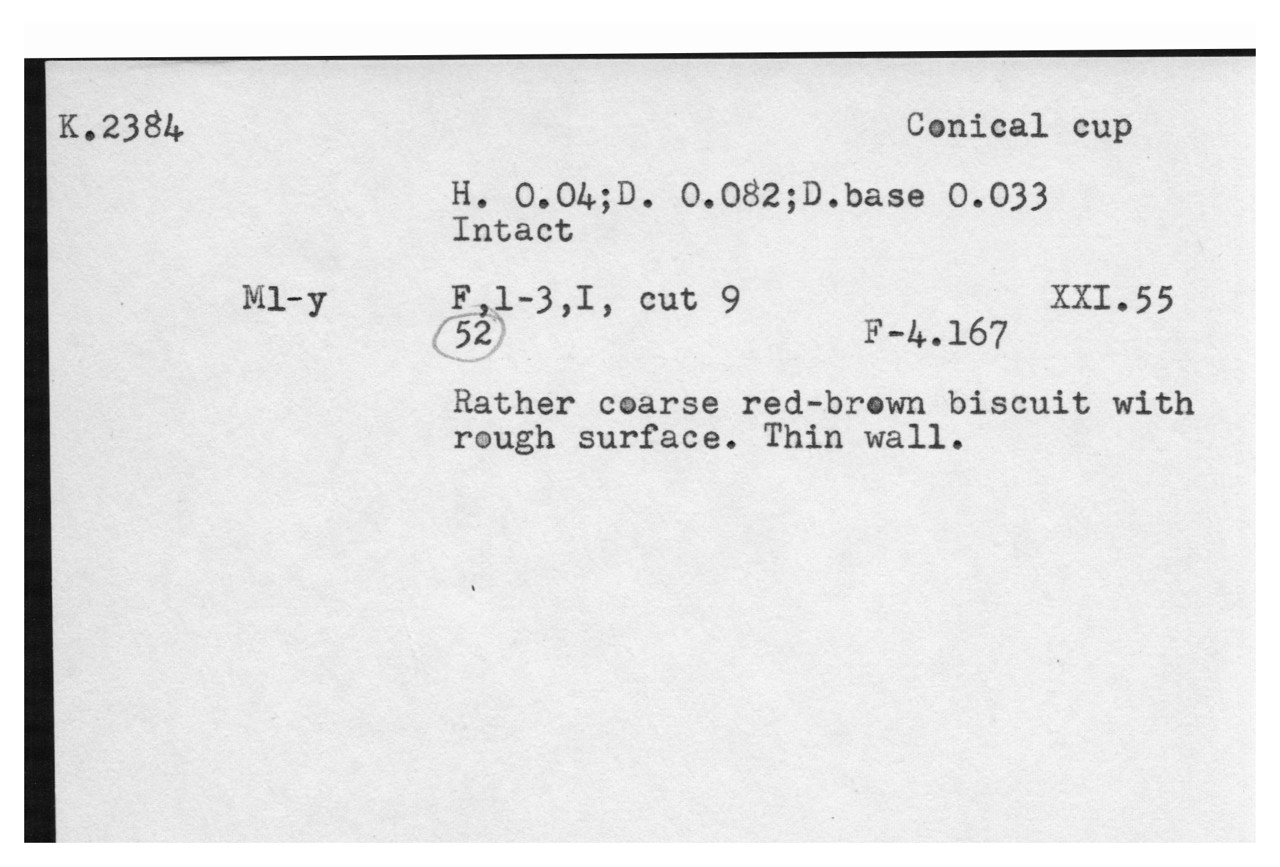 K.2384 Conical cup
H. 0.04;D. 0.082;D.base 0.033
Intact
M1-y F,1-3,I, cut 9 XXI.55
52 F-4.167
Rather coarse red-brown biscuit with
rough surface. Thin wall.